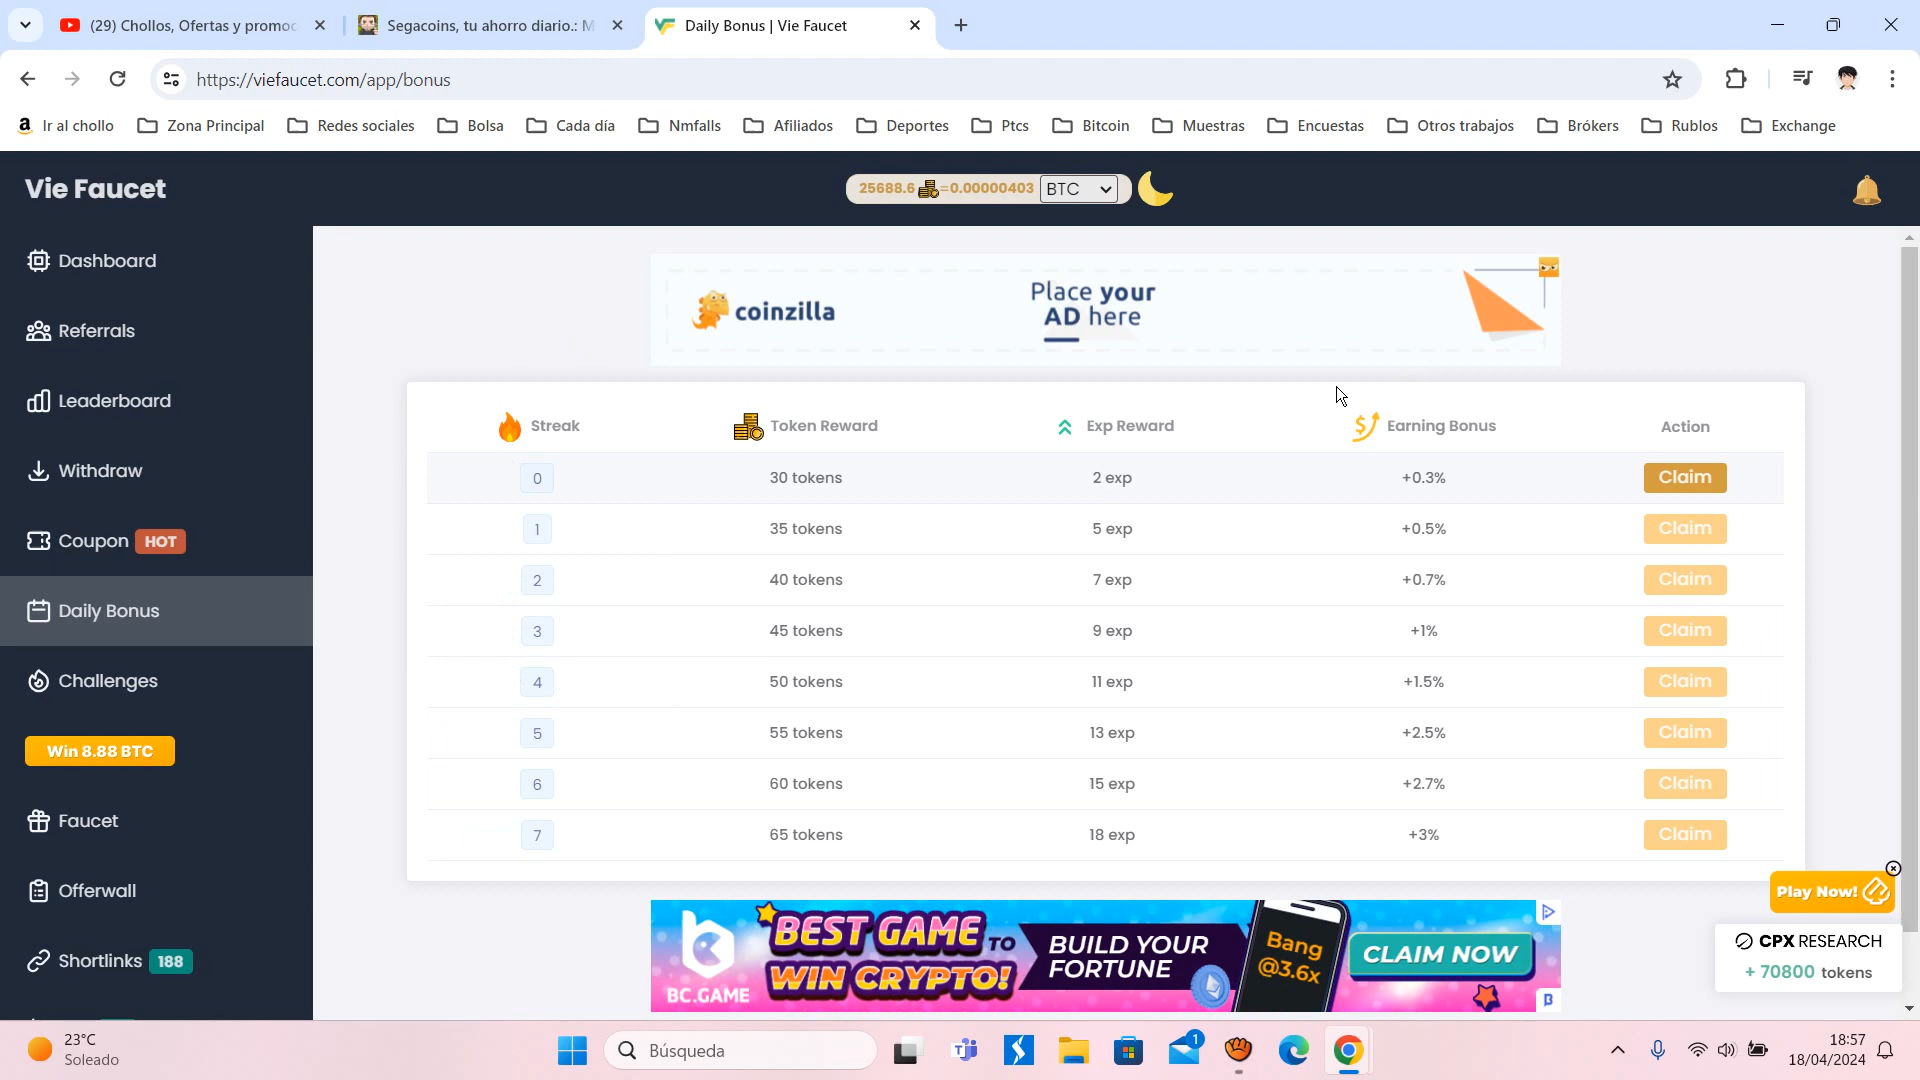 (29) Chollos, Ofertas y promoc
Segacoins, tu ahorro diario.: M
Daily Bonus | Vie Faucet
https://viefaucet.com/app/bonus
Ir al chollo
Zona Principal
Redes sociales
Bolsa
Cada día
Nmfalls
Afiliados
Deportes
Ptcs
Bitcoin
Muestras
Encuestas
Otros trabajos
Brókers
Rublos
Exchange
Vie Faucet
25688.6 =0.00000403 BTC
Dashboard
Referrals
Leaderboard
Withdraw
Coupon HOT
Daily Bonus
Challenges
Win 8.88 BTC
Faucet
Offerwall
Shortlinks 188
coinzilla
Place your
AD here
Streak Token Reward Exp Reward Earning Bonus Action
0 30 tokens 2 exp +0.3% Claim
1 35 tokens 5 exp +0.5% Claim
2 40 tokens 7 exp +0.7% Claim
3 45 tokens 9 exp +1% Claim
4 50 tokens 11 exp +1.5% Claim
5 55 tokens 13 exp +2.5% Claim
6 60 tokens 15 exp +2.7% Claim
7 65 tokens 18 exp +3% Claim
Play Now!
CPX RESEARCH
+ 70800 tokens
BC.GAME
BEST GAME TO
WIN CRYPTO!
BUILD YOUR
FORTUNE
Bang
@3.6x
CLAIM NOW
23°C
Soleado
Búsqueda
1
18:57
18/04/2024